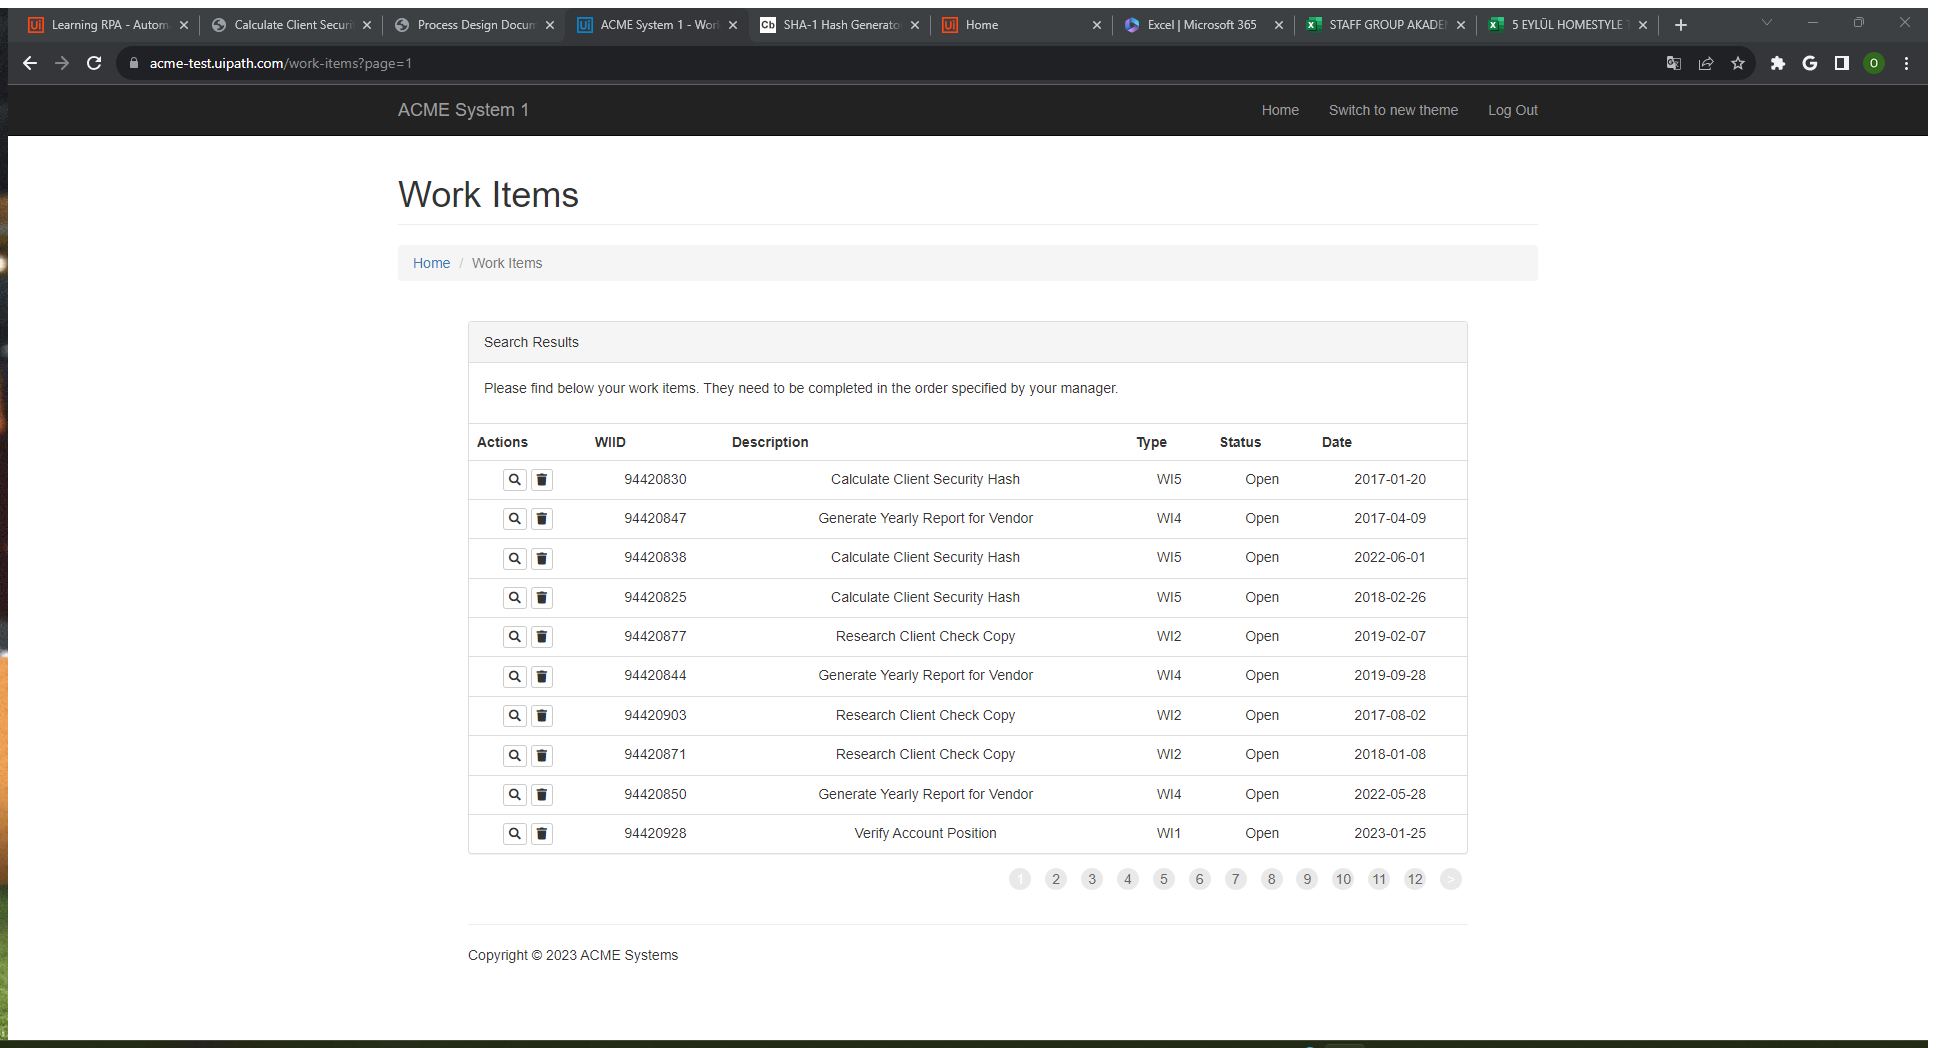 Learning RPA - Autom
Calculate Client Securi
Process Design Docum
ACME System 1 - Wor
Cb SHA-1 Hash Generato
Home
Excel | Microsoft 365
STAFF GROUP AKADE
5 EYLÜL HOMESTYLE
acme-test.uipath.com/work-items?page=1
ACME System 1 Home Switch to new theme Log Out
Work Items
Home / Work Items
Search Results
Please find below your work items. They need to be completed in the order specified by your manager.
Actions WIID Description Type Status Date
94420830 Calculate Client Security Hash WI5 Open 2017-01-20
94420847 Generate Yearly Report for Vendor WI4 Open 2017-04-09
94420838 Calculate Client Security Hash WI5 Open 2022-06-01
94420825 Calculate Client Security Hash WI5 Open 2018-02-26
94420877 Research Client Check Copy WI2 Open 2019-02-07
94420844 Generate Yearly Report for Vendor WI4 Open 2019-09-28
94420903 Research Client Check Copy WI2 Open 2017-08-02
94420871 Research Client Check Copy WI2 Open 2018-01-08
94420850 Generate Yearly Report for Vendor WI4 Open 2022-05-28
94420928 Verify Account Position WI1 Open 2023-01-25
1 2 3 4 5 6 7 8 9 10 11 12 >
Copyright © 2023 ACME Systems